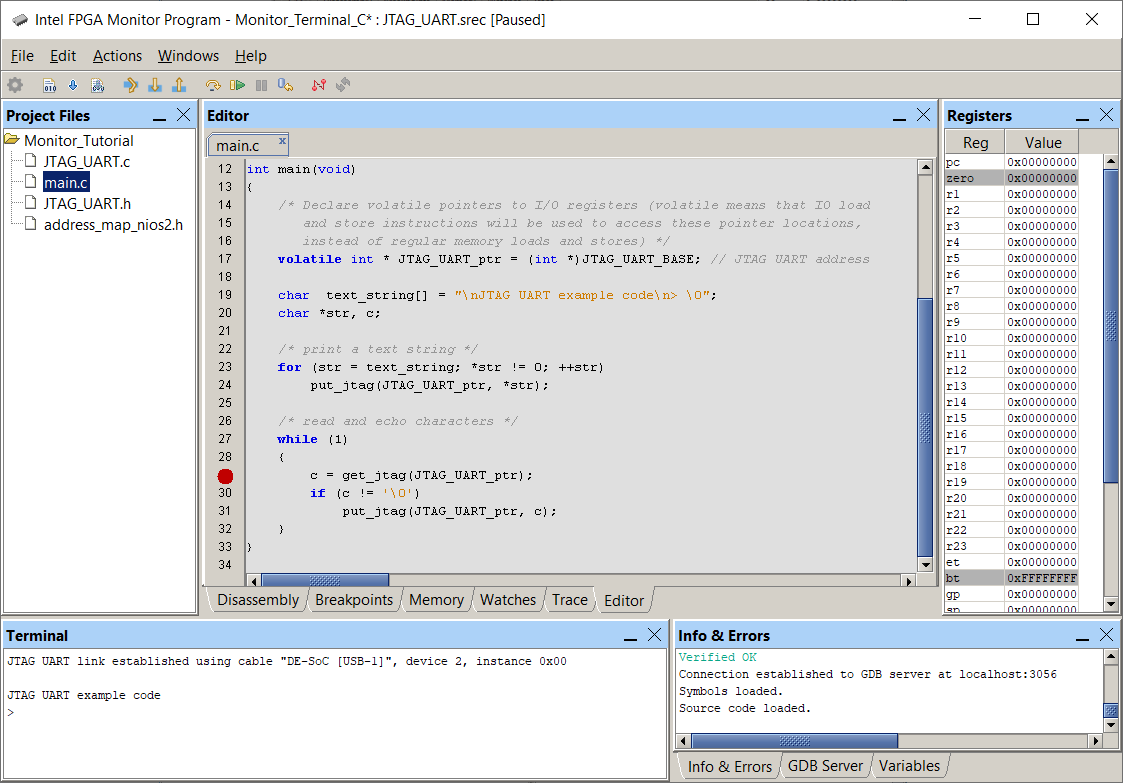 Intel FPGA Monitor Program - Monitor_Terminal_C* : JTAG_UART.srec [Paused]
File Edit Actions Windows Help
Project Files
Monitor_Tutorial
JTAG_UART.c
main.c
JTAG_UART.h
address_map_nios2.h
Editor
main.c
12 int main(void)
13 {
14 /* Declare volatile pointers to I/O registers (volatile means that IO load
15 and store instructions will be used to access these pointer locations,
16 instead of regular memory loads and stores) */
17 volatile int * JTAG_UART_ptr = (int *)JTAG_UART_BASE; // JTAG UART address
18
19 char text_string[] = "\nJTAG UART example code\n> \0";
20 char *str, c;
21
22 /* print a text string */
23 for (str = text_string; *str != 0; ++str)
24 put_jtag(JTAG_UART_ptr, *str);
25
26 /* read and echo characters */
27 while (1)
28 {
c = get_jtag(JTAG_UART_ptr);
30 if (c != '\0')
31 put_jtag(JTAG_UART_ptr, c);
32 }
33 }
34
Disassembly Breakpoints Memory Watches Trace Editor
Registers
Reg Value
pc 0x00000000
zero 0x00000000
r1 0x00000000
r2 0x00000000
r3 0x00000000
r4 0x00000000
r5 0x00000000
r6 0x00000000
r7 0x00000000
r8 0x00000000
r9 0x00000000
r10 0x00000000
r11 0x00000000
r12 0x00000000
r13 0x00000000
r14 0x00000000
r15 0x00000000
r16 0x00000000
r17 0x00000000
r18 0x00000000
r19 0x00000000
r20 0x00000000
r21 0x00000000
r22 0x00000000
r23 0x00000000
et 0x00000000
bt 0xFFFFFFFF
gp 0x00000000
sp 0x00000000
Terminal
JTAG UART link established using cable "DE-SoC [USB-1]", device 2, instance 0x00
JTAG UART example code
>
Info & Errors
Verified OK
Connection established to GDB server at localhost:3056
Symbols loaded.
Source code loaded.
Info & Errors GDB Server Variables